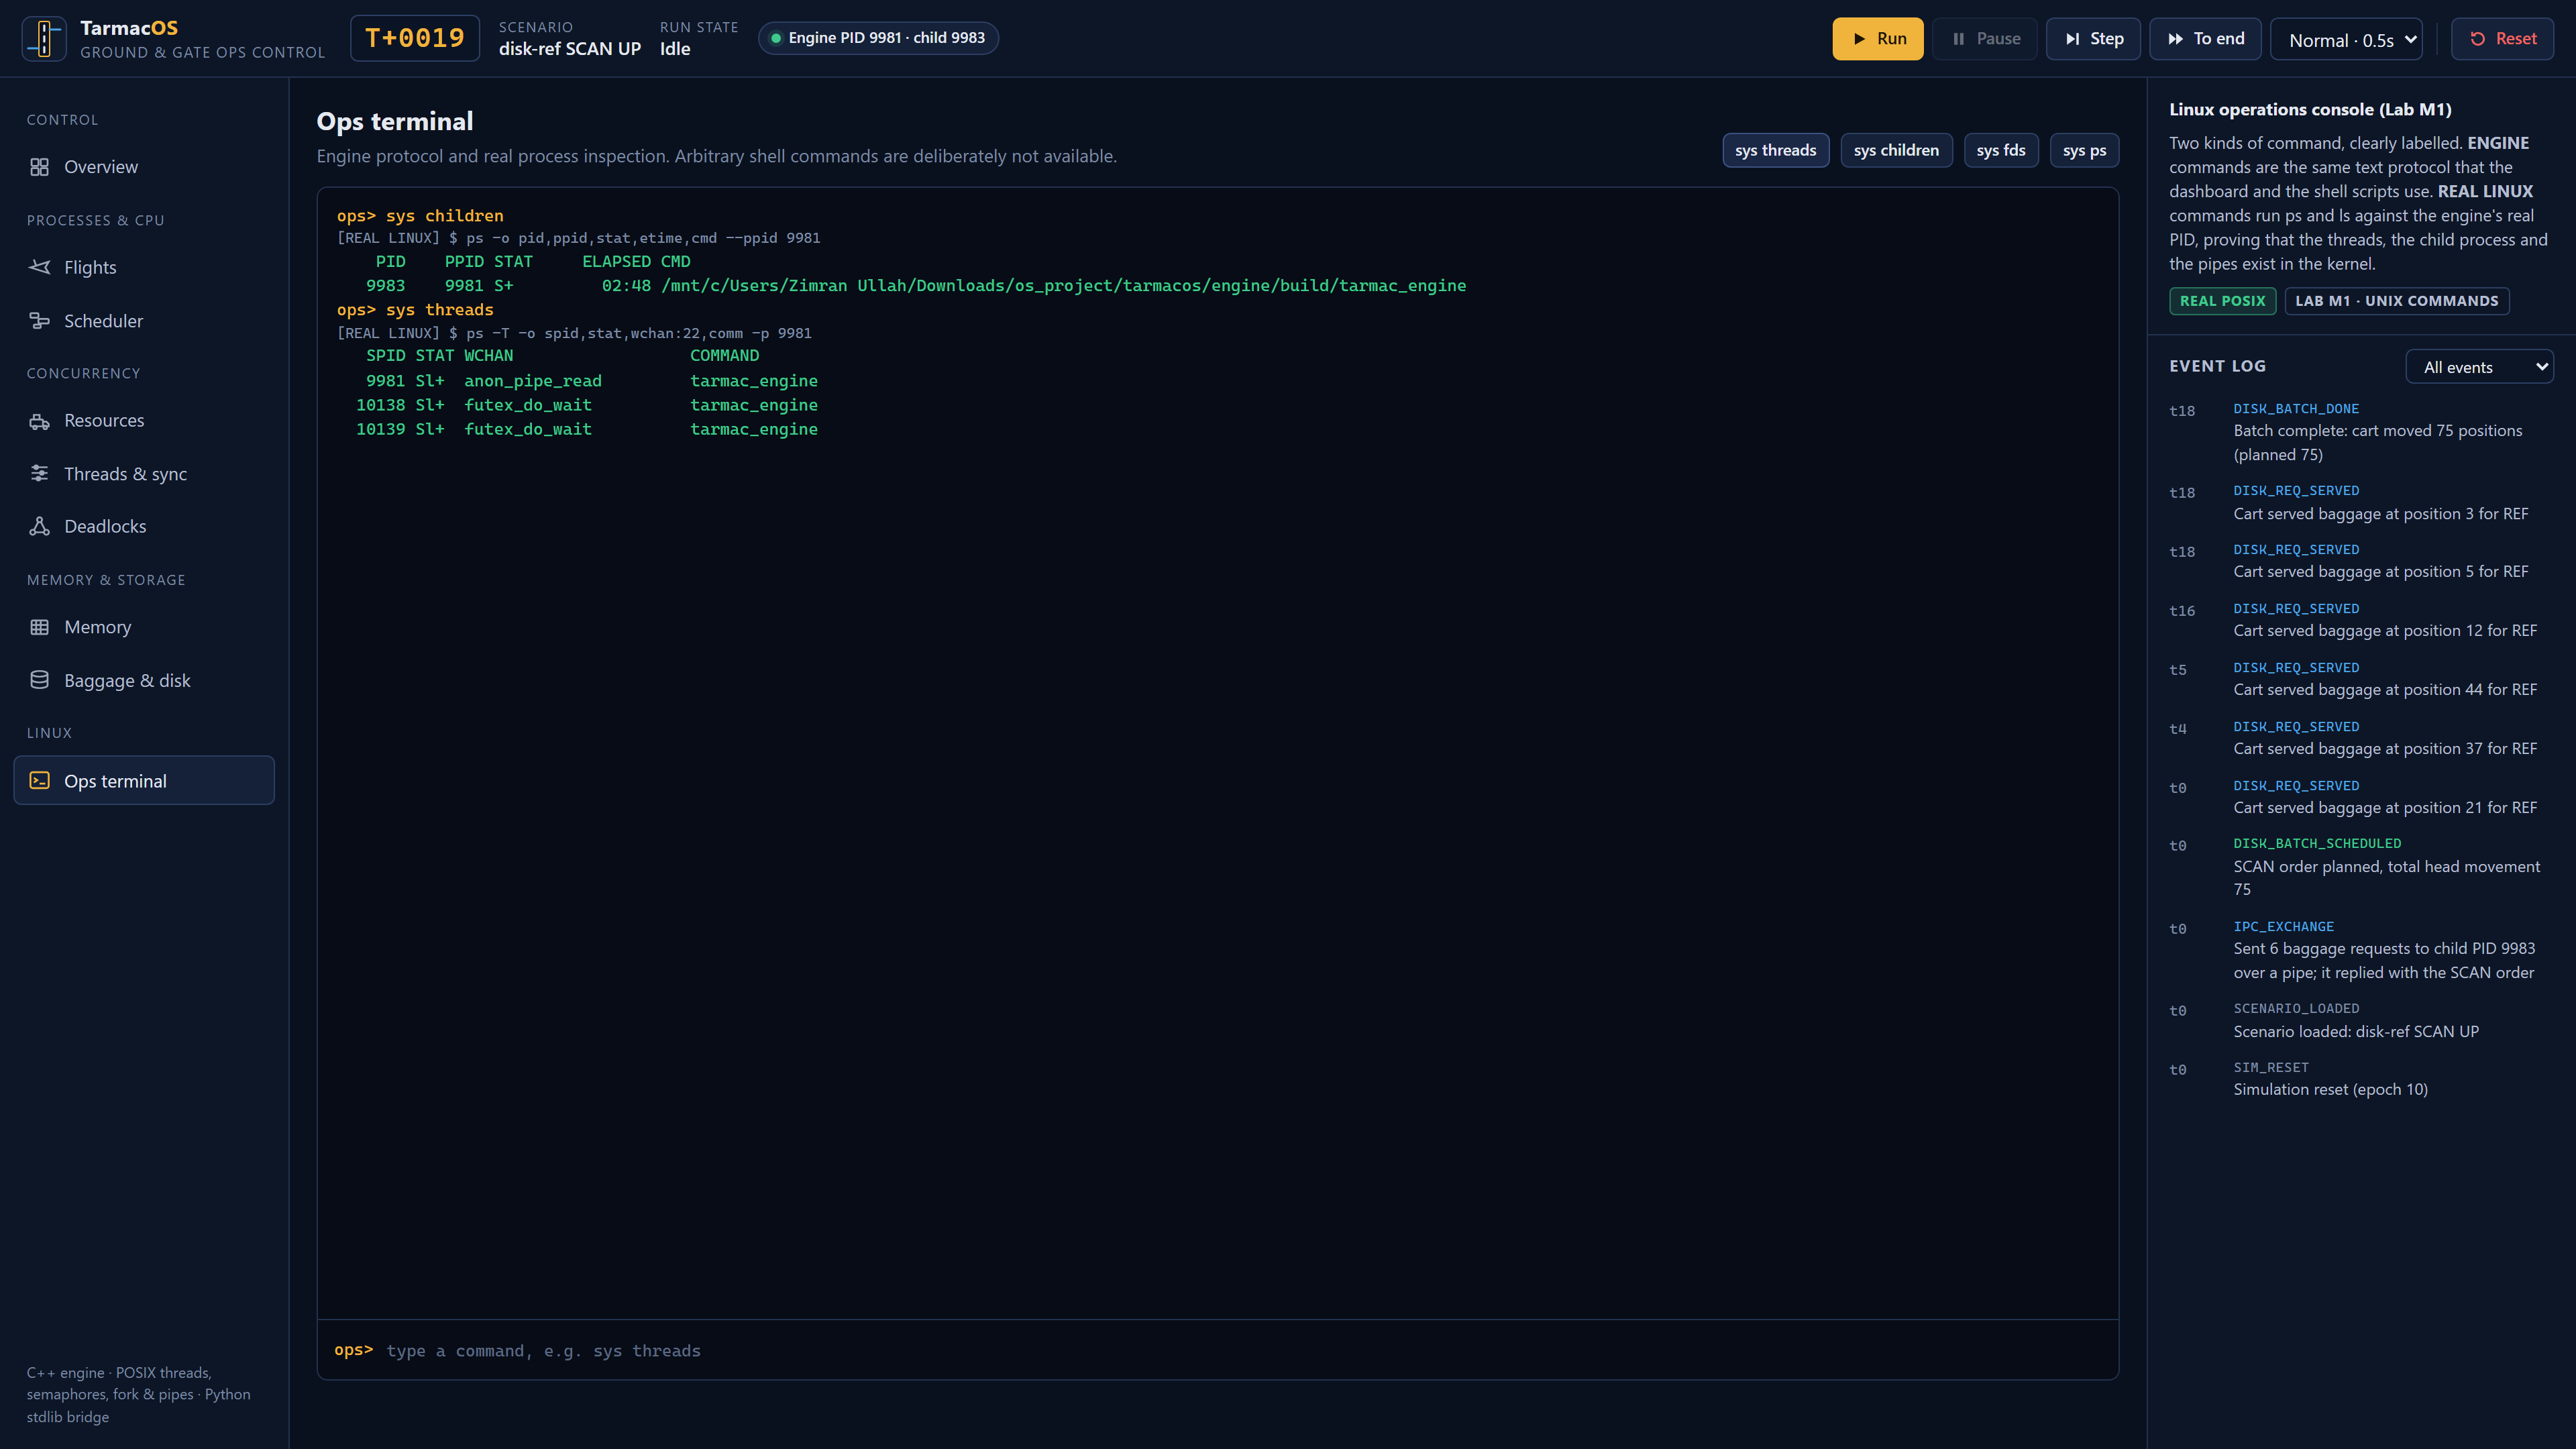 TarmacOS
GROUND & GATE OPS CONTROL
T+0019
SCENARIO
disk-ref SCAN UP
RUN STATE
Idle
Engine PID 9981 · child 9983
Run
Pause
Step
To end
Normal · 0.5s
Reset
CONTROL
Overview
PROCESSES & CPU
Flights
Scheduler
CONCURRENCY
Resources
Threads & sync
Deadlocks
MEMORY & STORAGE
Memory
Baggage & disk
LINUX
Ops terminal
C++ engine · POSIX threads,
semaphores, fork & pipes · Python
stdlib bridge
Ops terminal
Engine protocol and real process inspection. Arbitrary shell commands are deliberately not available.
sys threads
sys children
sys fds
sys ps
ops> sys children
[REAL LINUX] $ ps -o pid,ppid,stat,etime,cmd --ppid 9981
PID PPID STAT ELAPSED CMD
9983 9981 S+ 02:48 /mnt/c/Users/Zimran Ullah/Downloads/os_project/tarmacos/engine/build/tarmac_engine
ops> sys threads
[REAL LINUX] $ ps -T -o spid,stat,wchan:22,comm -p 9981
SPID STAT WCHAN COMMAND
9981 Sl+ anon_pipe_read tarmac_engine
10138 Sl+ futex_do_wait tarmac_engine
10139 Sl+ futex_do_wait tarmac_engine
ops> type a command, e.g. sys threads
Linux operations console (Lab M1)
Two kinds of command, clearly labelled. ENGINE
commands are the same text protocol that the
dashboard and the shell scripts use. REAL LINUX
commands run ps and ls against the engine's real
PID, proving that the threads, the child process and
the pipes exist in the kernel.
REAL POSIX
LAB M1 · UNIX COMMANDS
EVENT LOG
All events
t18 DISK_BATCH_DONE
Batch complete: cart moved 75 positions
(planned 75)
t18 DISK_REQ_SERVED
Cart served baggage at position 3 for REF
t18 DISK_REQ_SERVED
Cart served baggage at position 5 for REF
t16 DISK_REQ_SERVED
Cart served baggage at position 12 for REF
t5 DISK_REQ_SERVED
Cart served baggage at position 44 for REF
t4 DISK_REQ_SERVED
Cart served baggage at position 37 for REF
t0 DISK_REQ_SERVED
Cart served baggage at position 21 for REF
t0 DISK_BATCH_SCHEDULED
SCAN order planned, total head movement
75
t0 IPC_EXCHANGE
Sent 6 baggage requests to child PID 9983
over a pipe; it replied with the SCAN order
t0 SCENARIO_LOADED
Scenario loaded: disk-ref SCAN UP
t0 SIM_RESET
Simulation reset (epoch 10)